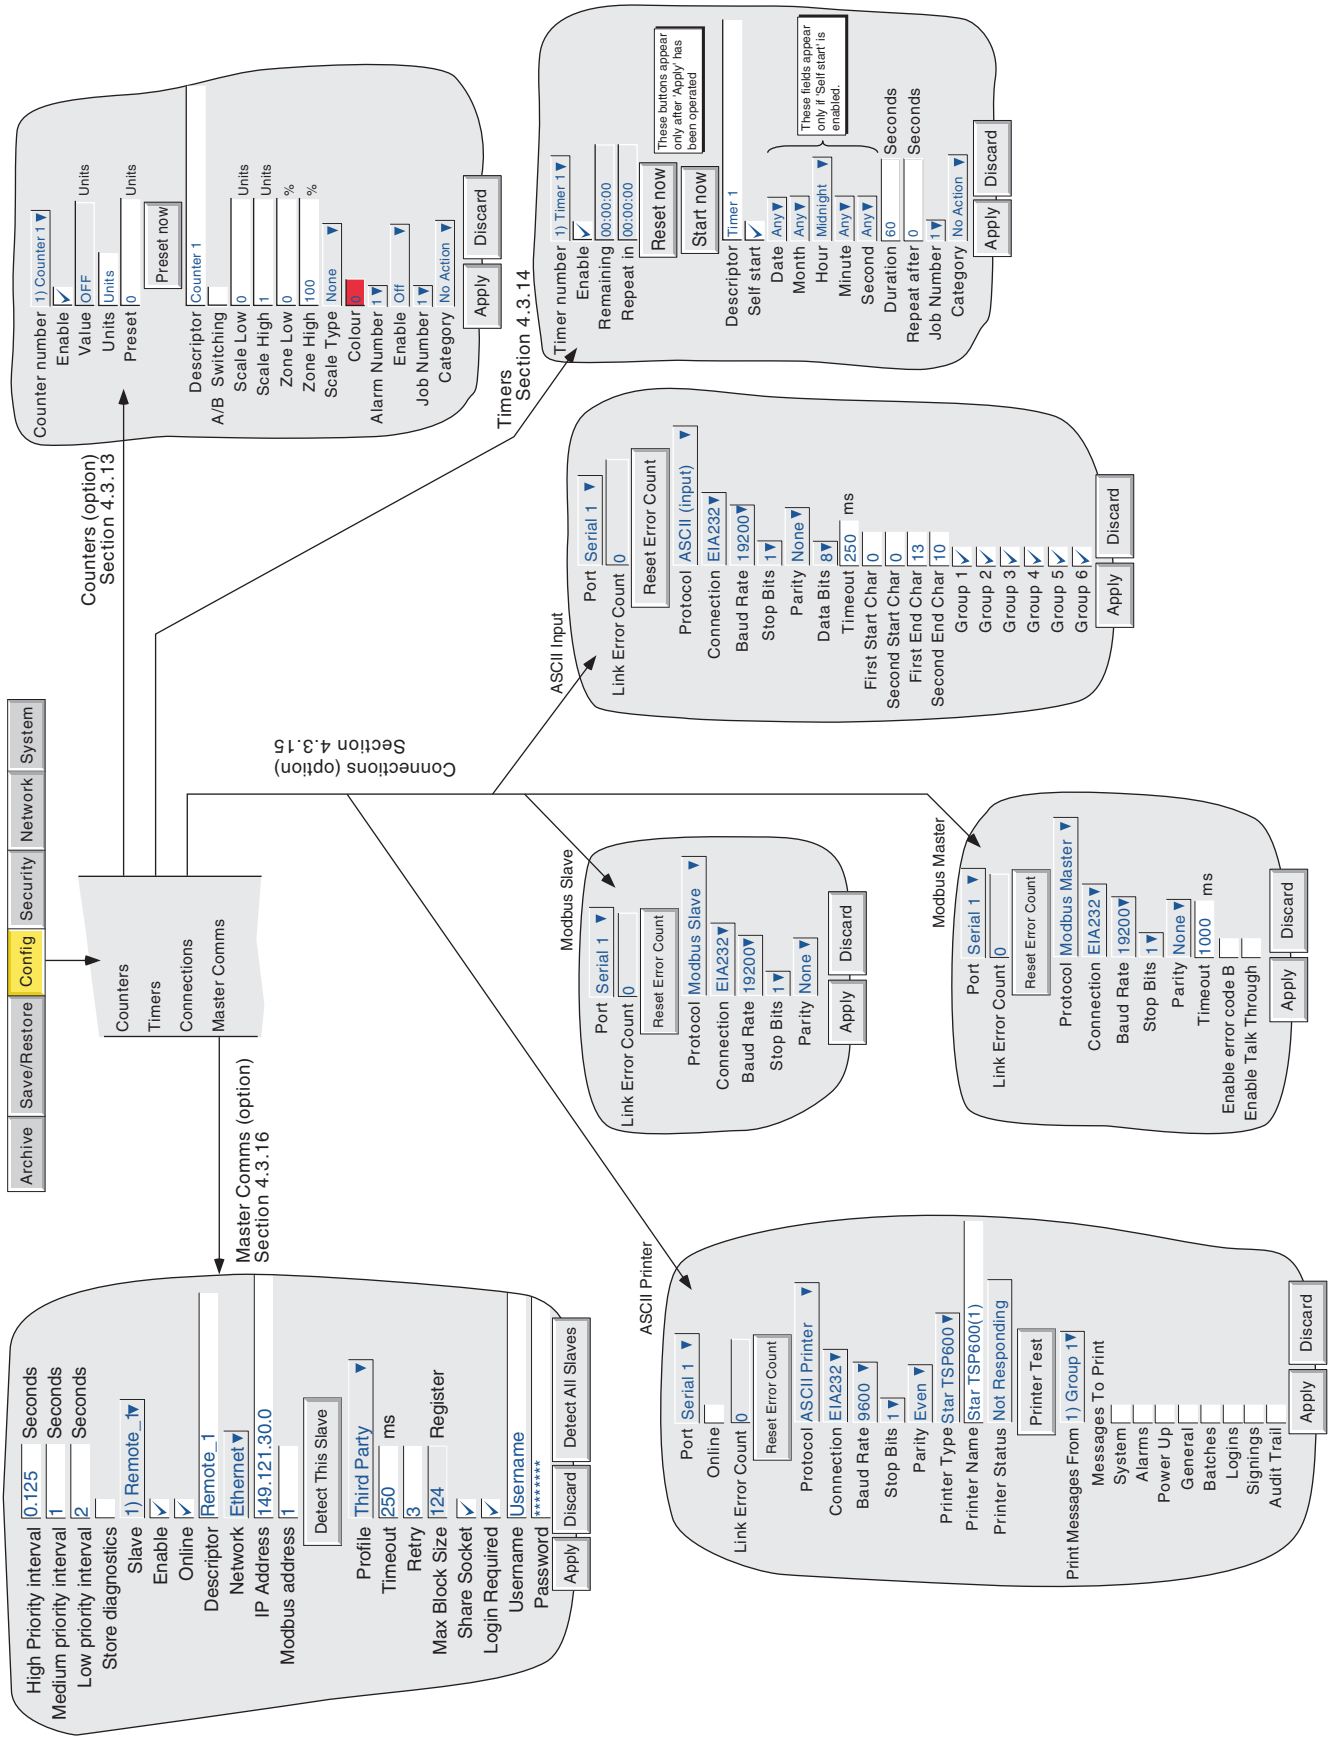 Archive
Save/Restore
Config
Security
Network
System
Counters
Timers
Connections
Master Comms
Master Comms (option)
Section 4.3.16
High Priority interval 0.125 Seconds
Medium priority interval 1 Seconds
Low priority interval 2 Seconds
Store diagnostics
Slave 1) Remote_1
Enable
Online
Descriptor Remote_1
Network Ethernet
IP Address 149.121.30.0
Modbus address 1
Detect This Slave
Profile Third Party
Timeout 250 ms
Retry 3
Max Block Size 124 Register
Share Socket
Login Required
Username Username
Password ********
Apply Discard Detect All Slaves
Counters (option)
Section 4.3.13
Counter number 1) Counter 1
Enable
Value OFF Units
Units Units
Preset 0 Units
Preset now
Descriptor Counter 1
A/B Switching
Scale Low 0 Units
Scale High 1 Units
Zone Low 0 %
Zone High 100 %
Scale Type None
Colour 0
Alarm Number 1
Enable Off
Job Number 1
Category No Action
Apply Discard
Timers
Section 4.3.14
Timer number 1) Timer 1
Enable
Remaining 00:00:00
Repeat in 00:00:00
Reset now
Start now
These buttons appear
only after 'Apply' has
been operated
Descriptor Timer 1
Self start
Date Any
Month Any
Hour Midnight
Minute Any
Second Any
These fields appear
only if 'Self start' is
enabled.
Duration 60 Seconds
Repeat after 0 Seconds
Job Number 1
Category No Action
Apply Discard
Connections (option)
Section 4.3.15
ASCII Printer
Port Serial 1
Online
Link Error Count 0
Reset Error Count
Protocol ASCII Printer
Connection EIA232
Baud Rate 9600
Stop Bits 1
Parity Even
Printer Type Star TSP600
Printer Name Star TSP600(1)
Printer Status Not Responding
Printer Test
Print Messages From 1) Group 1
Messages To Print
System
Alarms
Power Up
General
Batches
Logins
Signings
Audit Trail
Apply Discard
Modbus Slave
Port Serial 1
Link Error Count 0
Reset Error Count
Protocol Modbus Slave
Connection EIA232
Baud Rate 19200
Stop Bits 1
Parity None
Apply Discard
ASCII Input
Port Serial 1
Link Error Count 0
Reset Error Count
Protocol ASCII (input)
Connection EIA232
Baud Rate 19200
Stop Bits 1
Parity None
Data Bits 8
Timeout 250 ms
First Start Char 0
Second Start Char 0
First End Char 13
Second End Char 10
Group 1
Group 2
Group 3
Group 4
Group 5
Group 6
Apply Discard
Modbus Master
Port Serial 1
Link Error Count 0
Reset Error Count
Protocol Modbus Master
Connection EIA232
Baud Rate 19200
Stop Bits 1
Parity None
Timeout 1000 ms
Enable error code B
Enable Talk Through
Apply Discard